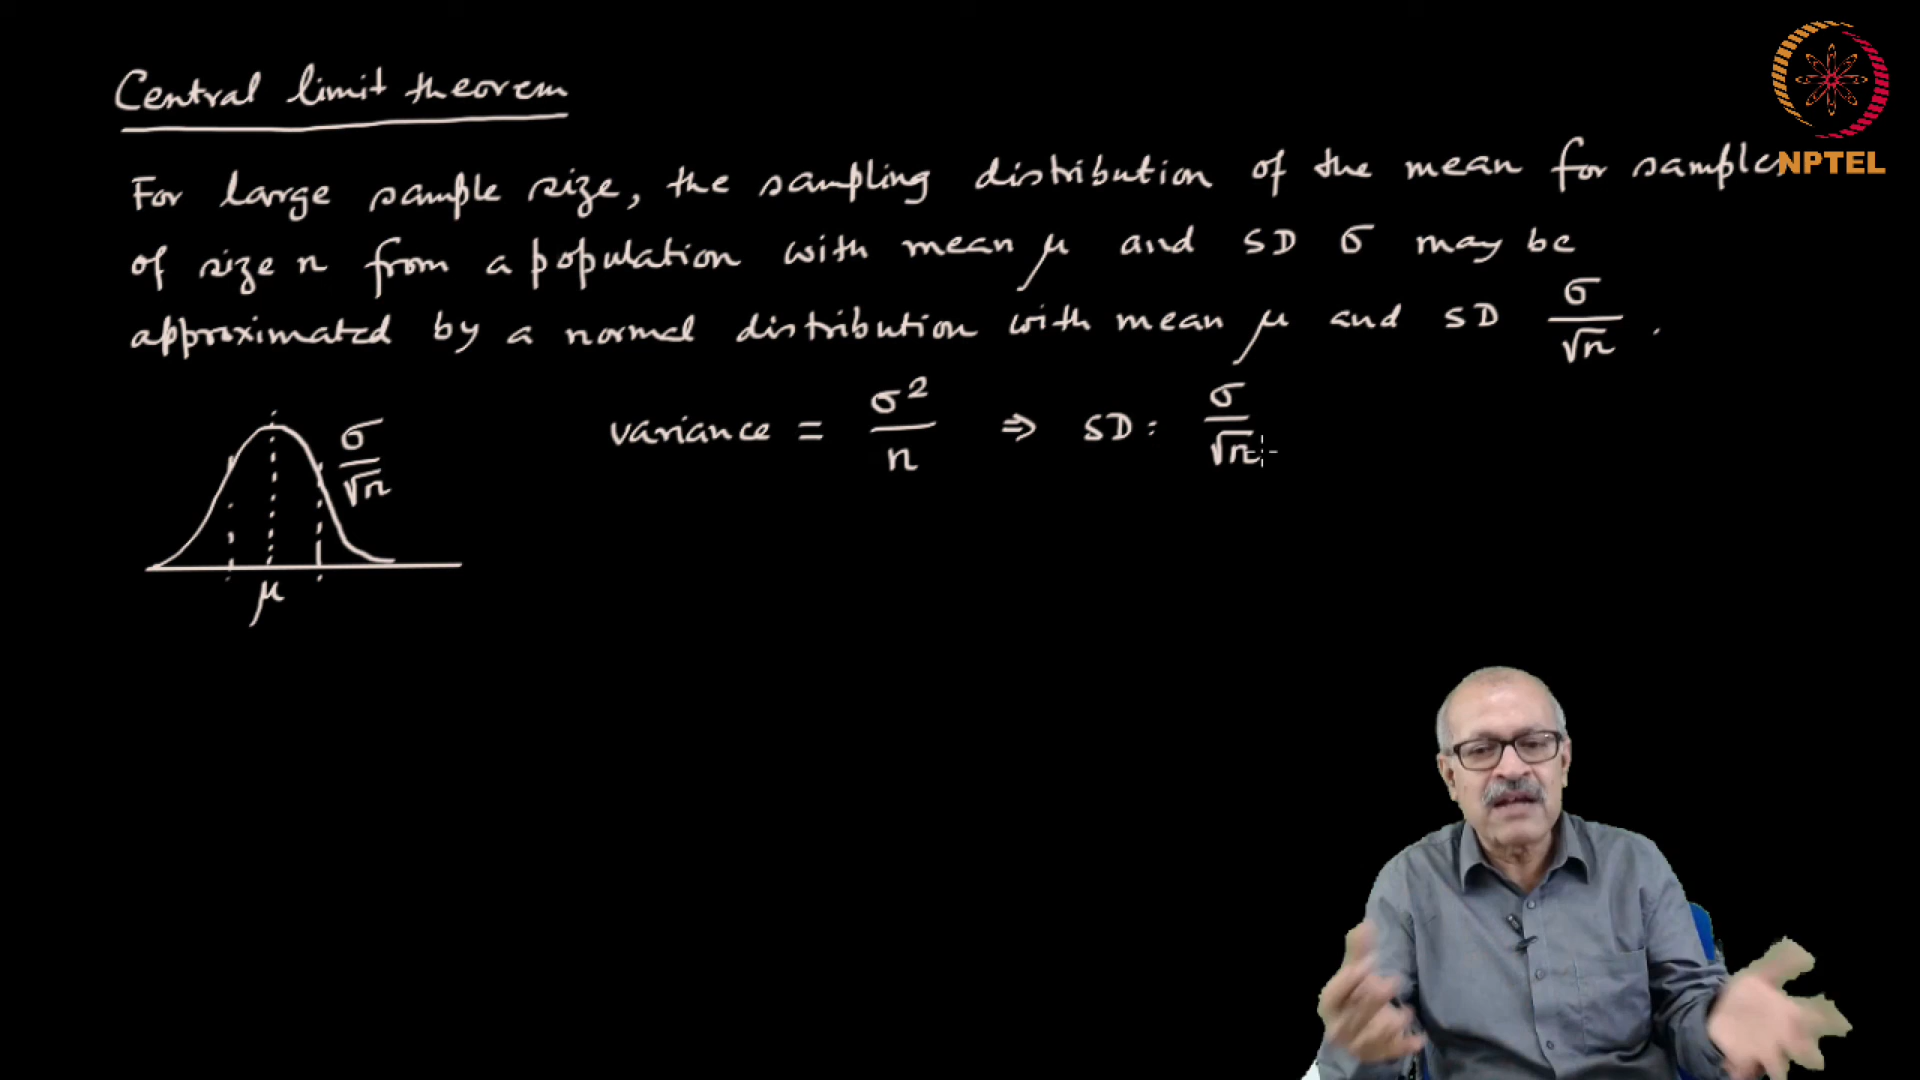 Central limit theorem
NPTEL
For large sample size, the sampling distribution of the mean for samples
of size n from a population with mean μ and SD σ may be
approximated by a normal distribution with mean μ and SD σ/√n .
variance = σ²/n ⇒ SD: σ/√n
σ/√n
μ